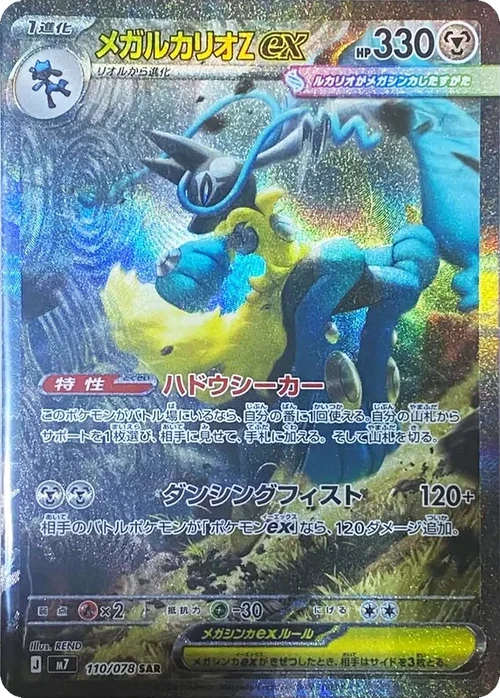 1進化
メガルカリオZex
HP330
リオルから進化
ルカリオがメガシンカしたすがた
特性 ハドウシーカー
このポケモンがバトル場にいるなら、自分の番に1回使える。自分の山札から
サポートを1枚選び、相手に見せて、手札に加える。そして山札を切る。
ダンシングフィスト 120+
相手のバトルポケモンが「ポケモンex」なら、120ダメージ追加。
弱点 ×2 抵抗力 -30 にげる
メガシンカexルール
メガシンカexがきぜつしたとき、相手はサイドを3枚とる。
Illus. REND
J M7 110/078 SAR